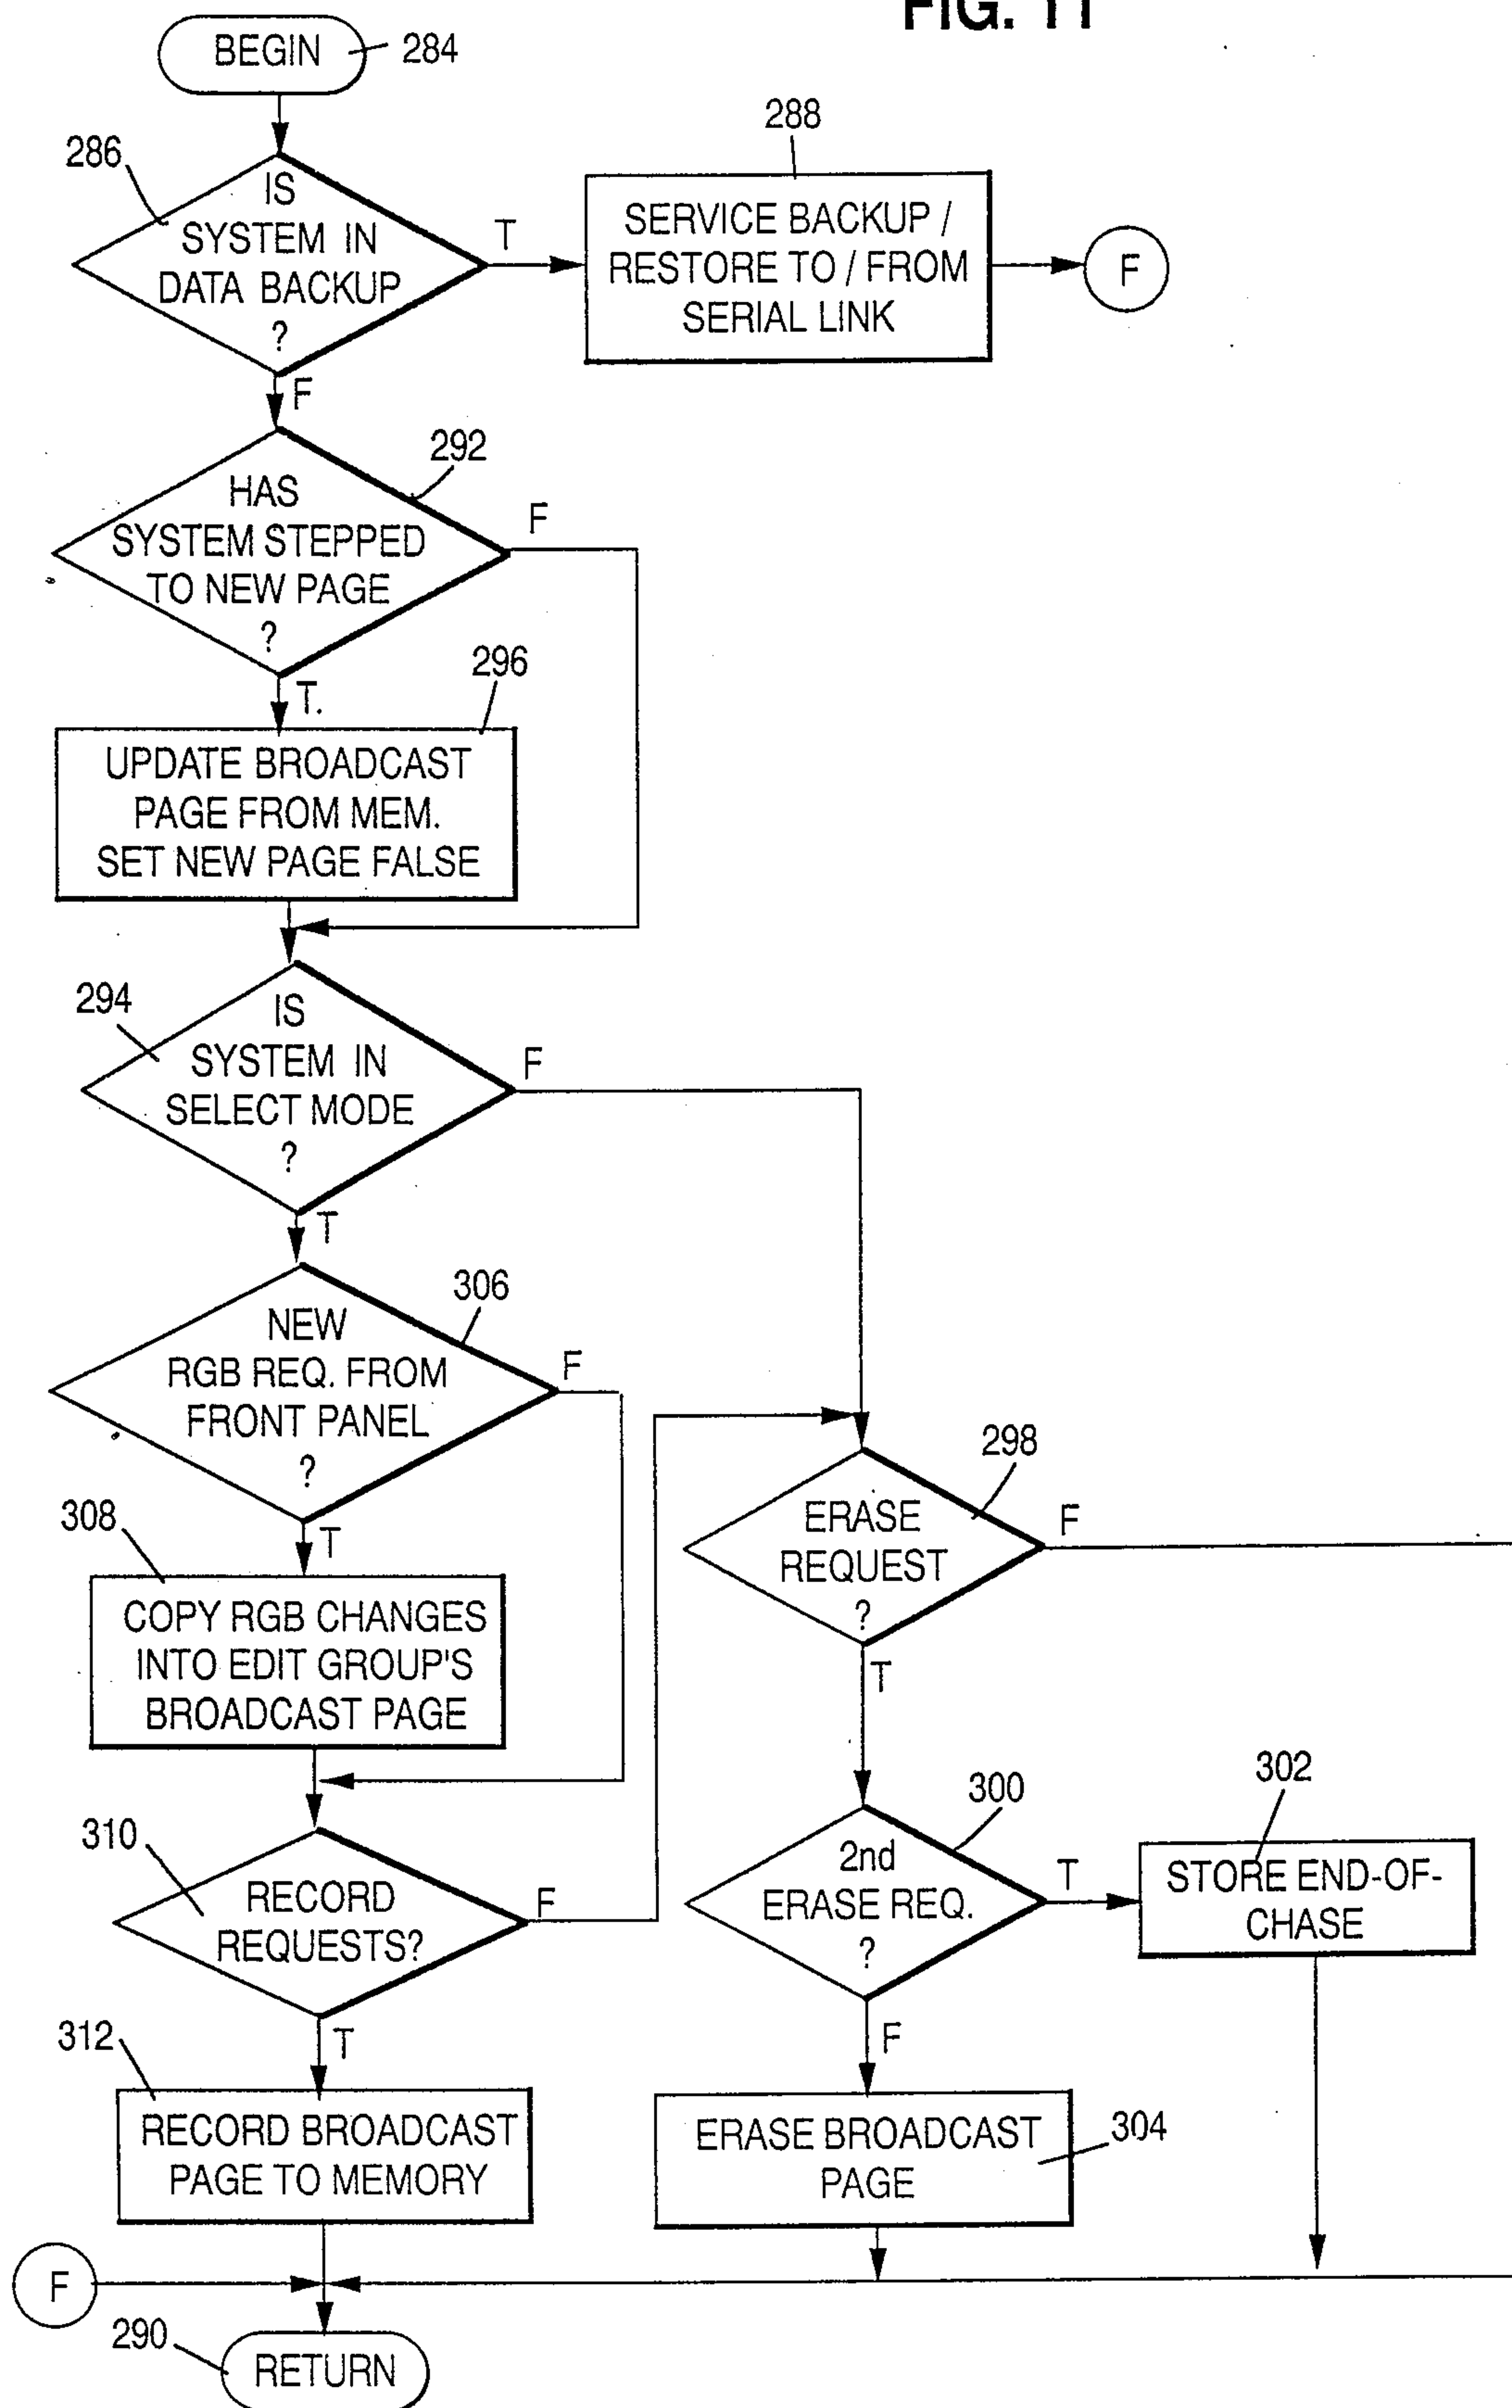 FIG. 11
BEGIN
284
286
IS
SYSTEM IN
DATA BACKUP
?
T
288
SERVICE BACKUP /
RESTORE TO / FROM
SERIAL LINK
F
F
292
HAS
SYSTEM STEPPED
TO NEW PAGE
?
F
T.
296
UPDATE BROADCAST
PAGE FROM MEM.
SET NEW PAGE FALSE
294
IS
SYSTEM IN
SELECT MODE
?
F
T
306
NEW
RGB REQ. FROM
FRONT PANEL
?
F
T
308
COPY RGB CHANGES
INTO EDIT GROUP'S
BROADCAST PAGE
310
RECORD
REQUESTS?
F
T
312
RECORD BROADCAST
PAGE TO MEMORY
298
ERASE
REQUEST
?
F
T
300
2nd
ERASE REQ.
?
T
302
STORE END-OF-
CHASE
F
ERASE BROADCAST
PAGE
304
F
290
RETURN